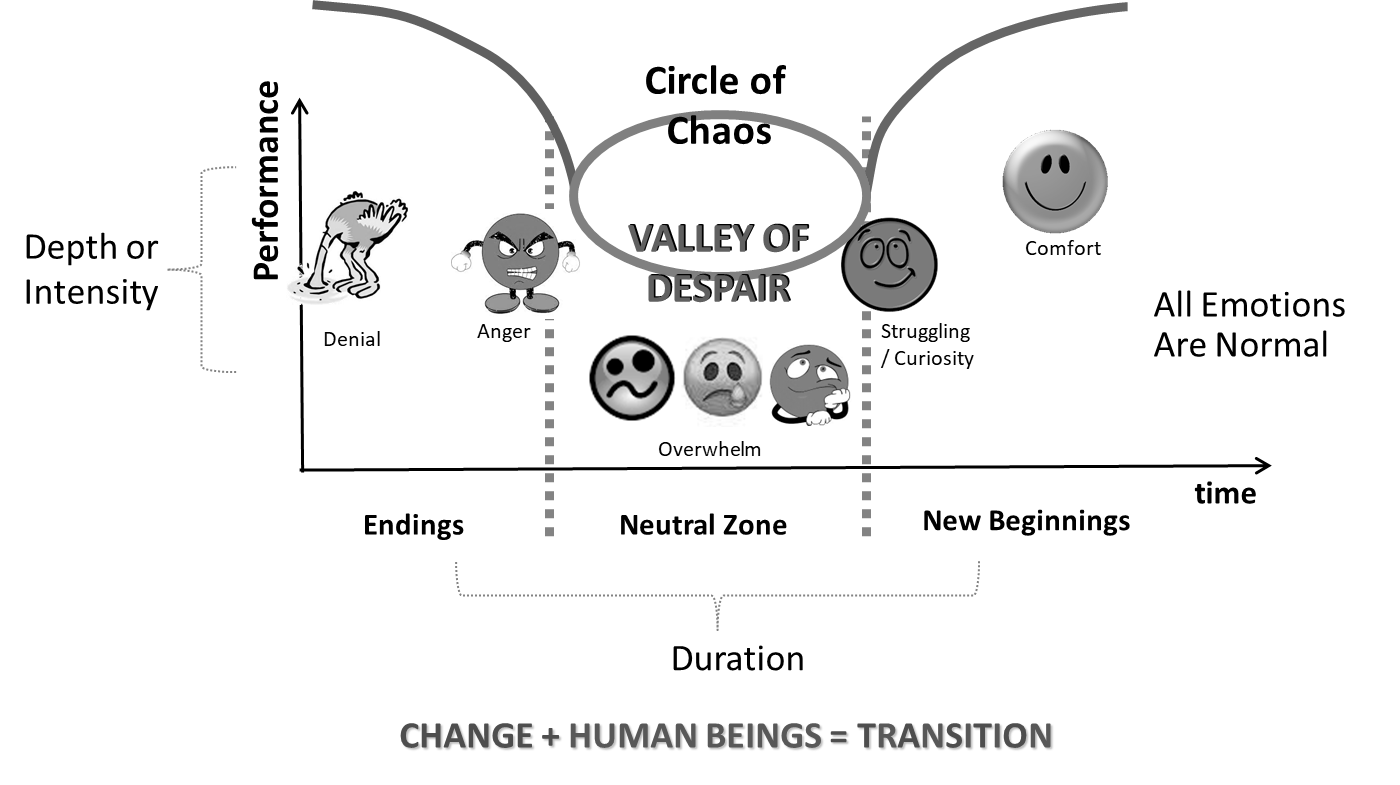 Circle of
Chaos
Performance
VALLEY OF
DESPAIR
Depth or
Intensity
Denial
Anger
Overwhelm
Struggling
/ Curiosity
Comfort
All Emotions
Are Normal
time
Endings
Neutral Zone
New Beginnings
Duration
CHANGE + HUMAN BEINGS = TRANSITION